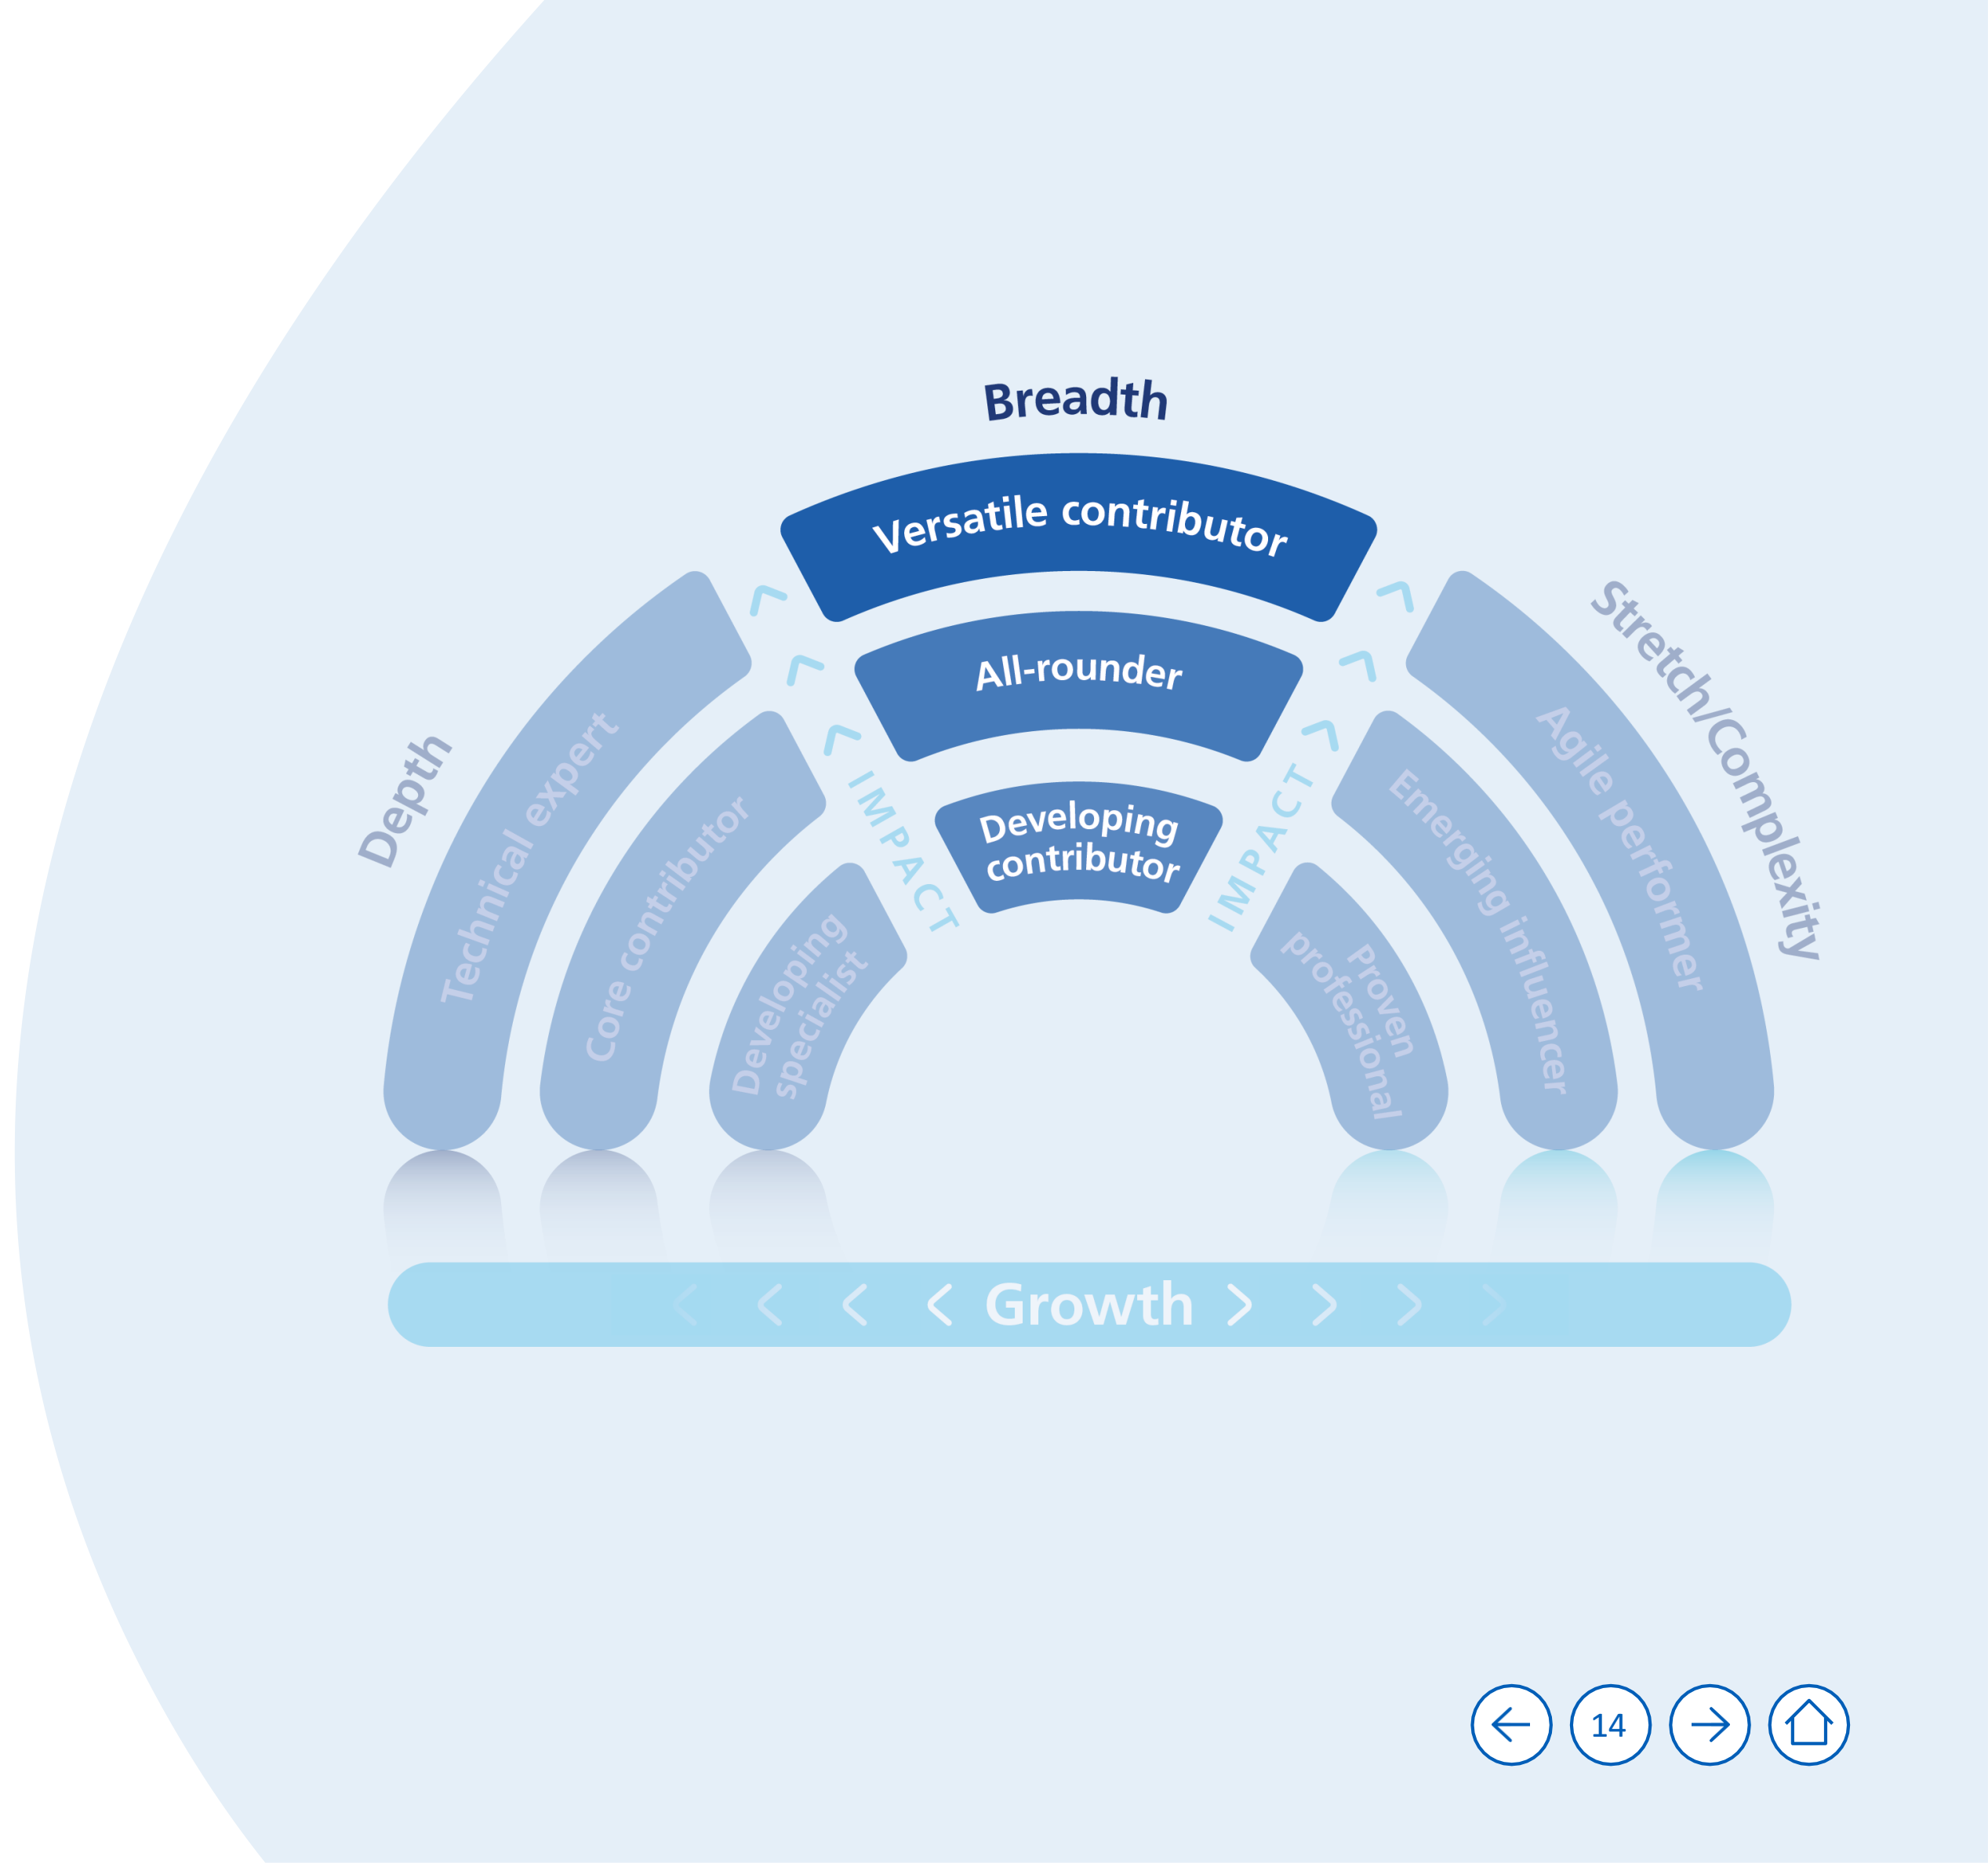 Breadth
Versatile contributor
All-rounder
Developing
contributor
Depth
Technical expert
Core contributor
Developing
specialist
IMPACT
IMPACT
Stretch/Complexity
Agile performer
Emerging influencer
Proven
professional
Growth
14